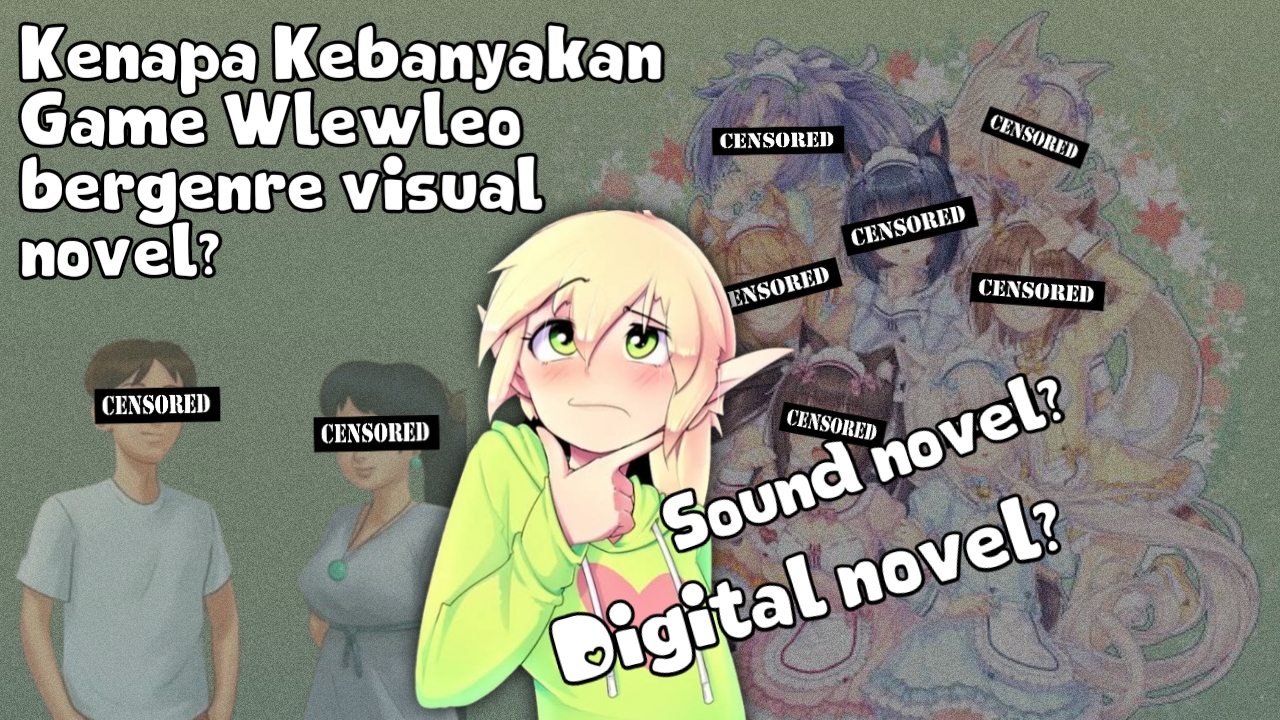 Kenapa Kebanyakan
Game Wlewleo
bergenre visual
novel?
CENSORED
CENSORED
CENSORED
CENSORED
CENSORED
CENSORED
CENSORED
CENSORED
Sound novel?
Digital novel?